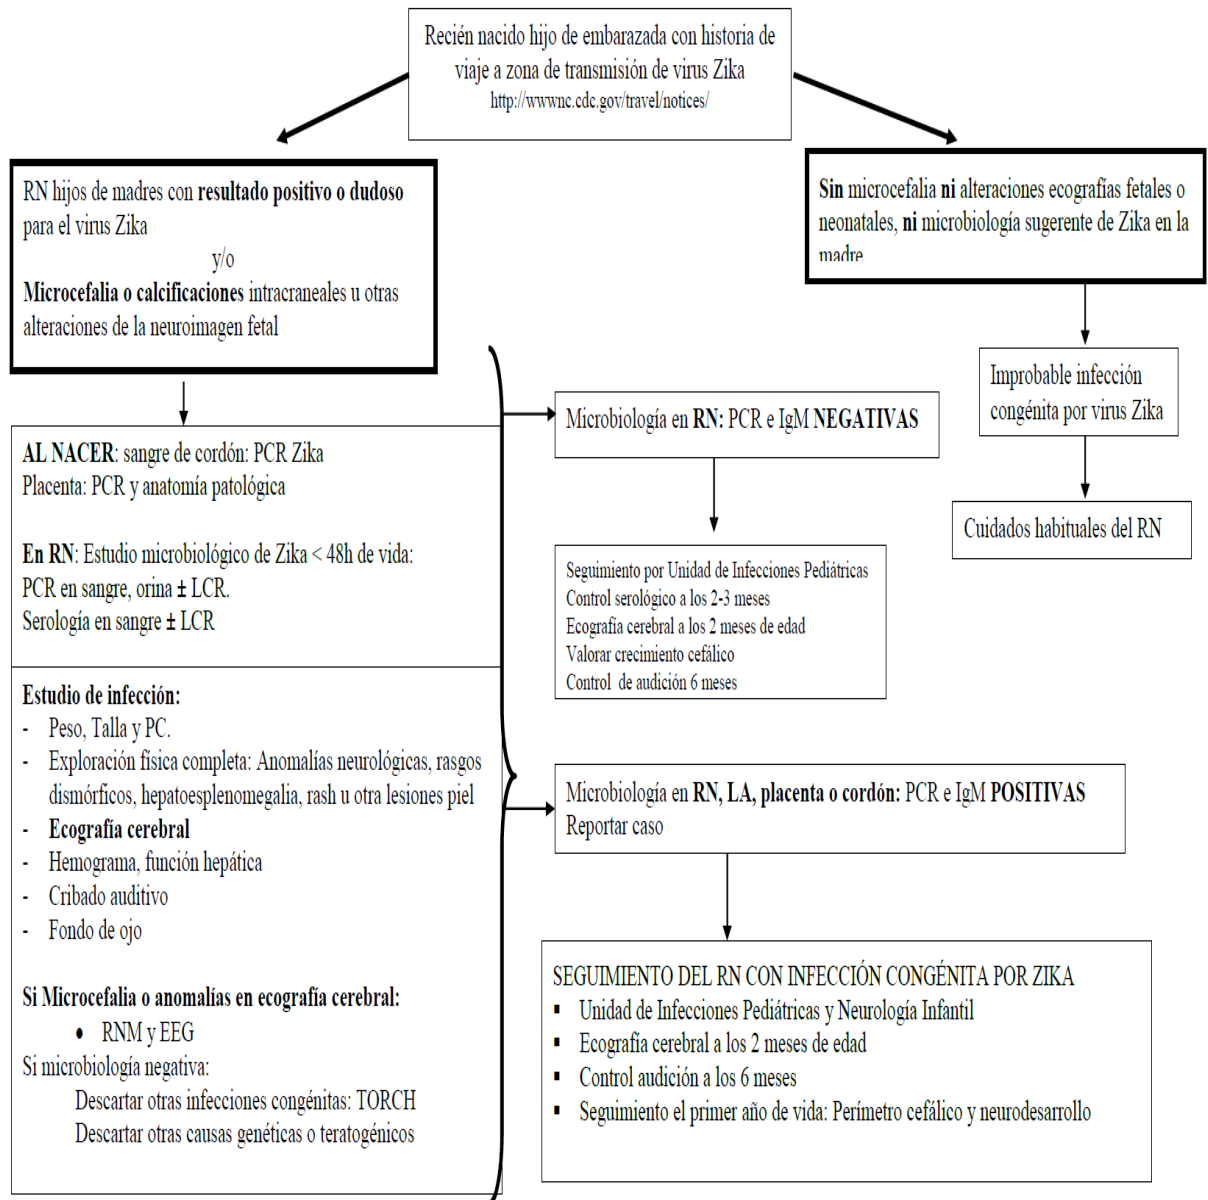 Recién nacido hijo de embarazada con historia de
viaje a zona de transmisión de virus Zika
http://wwwnc.cdc.gov/travel/notices/
RN hijos de madres con resultado positivo o dudoso
para el virus Zika
y/o
Microcefalia o calcificaciones intracraneales u otras
alteraciones de la neuroimagen fetal
Sin microcefalia ni alteraciones ecografías fetales o
neonatales, ni microbiología sugerente de Zika en la
madre
Improbable infección
congénita por virus Zika
Cuidados habituales del RN
AL NACER: sangre de cordón: PCR Zika
Placenta: PCR y anatomía patológica
En RN: Estudio microbiológico de Zika < 48h de vida:
PCR en sangre, orina ± LCR.
Serología en sangre ± LCR
Estudio de infección:
- Peso, Talla y PC.
- Exploración física completa: Anomalías neurológicas, rasgos
dismórficos, hepatoesplenomegalia, rash u otra lesiones piel
- Ecografía cerebral
- Hemograma, función hepática
- Cribado auditivo
- Fondo de ojo
Si Microcefalia o anomalías en ecografía cerebral:
• RNM y EEG
Si microbiología negativa:
Descartar otras infecciones congénitas: TORCH
Descartar otras causas genéticas o teratogénicos
Microbiología en RN: PCR e IgM NEGATIVAS
Seguimiento por Unidad de Infecciones Pediátricas
Control serológico a los 2-3 meses
Ecografía cerebral a los 2 meses de edad
Valorar crecimiento cefálico
Control de audición 6 meses
Microbiología en RN, LA, placenta o cordón: PCR e IgM POSITIVAS
Reportar caso
SEGUIMIENTO DEL RN CON INFECCIÓN CONGÉNITA POR ZIKA
▪ Unidad de Infecciones Pediátricas y Neurología Infantil
▪ Ecografía cerebral a los 2 meses de edad
▪ Control audición a los 6 meses
▪ Seguimiento el primer año de vida: Perímetro cefálico y neurodesarrollo